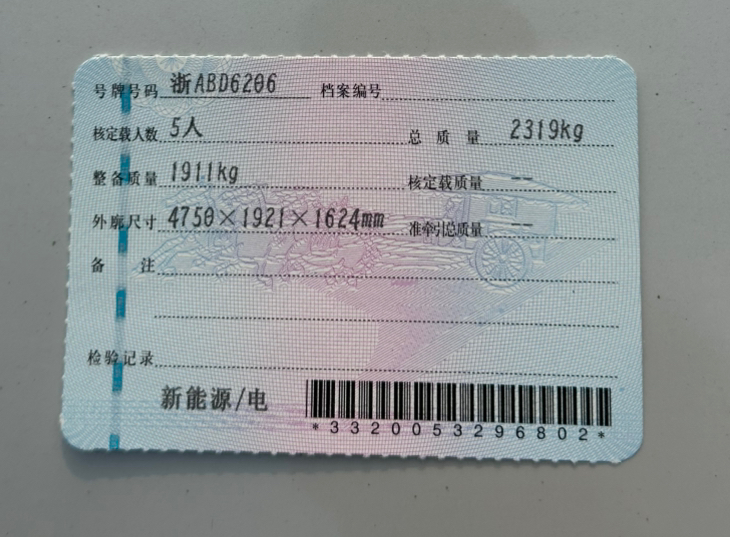 号牌号码 浙ABD6206 档案编号
核定载人数 5人 总质量 2319kg
整备质量 1911kg 核定载质量 --
外廓尺寸 4750×1921×1624mm 准牵引总质量 --
备注
检验记录
新能源/电
*3320053296802*